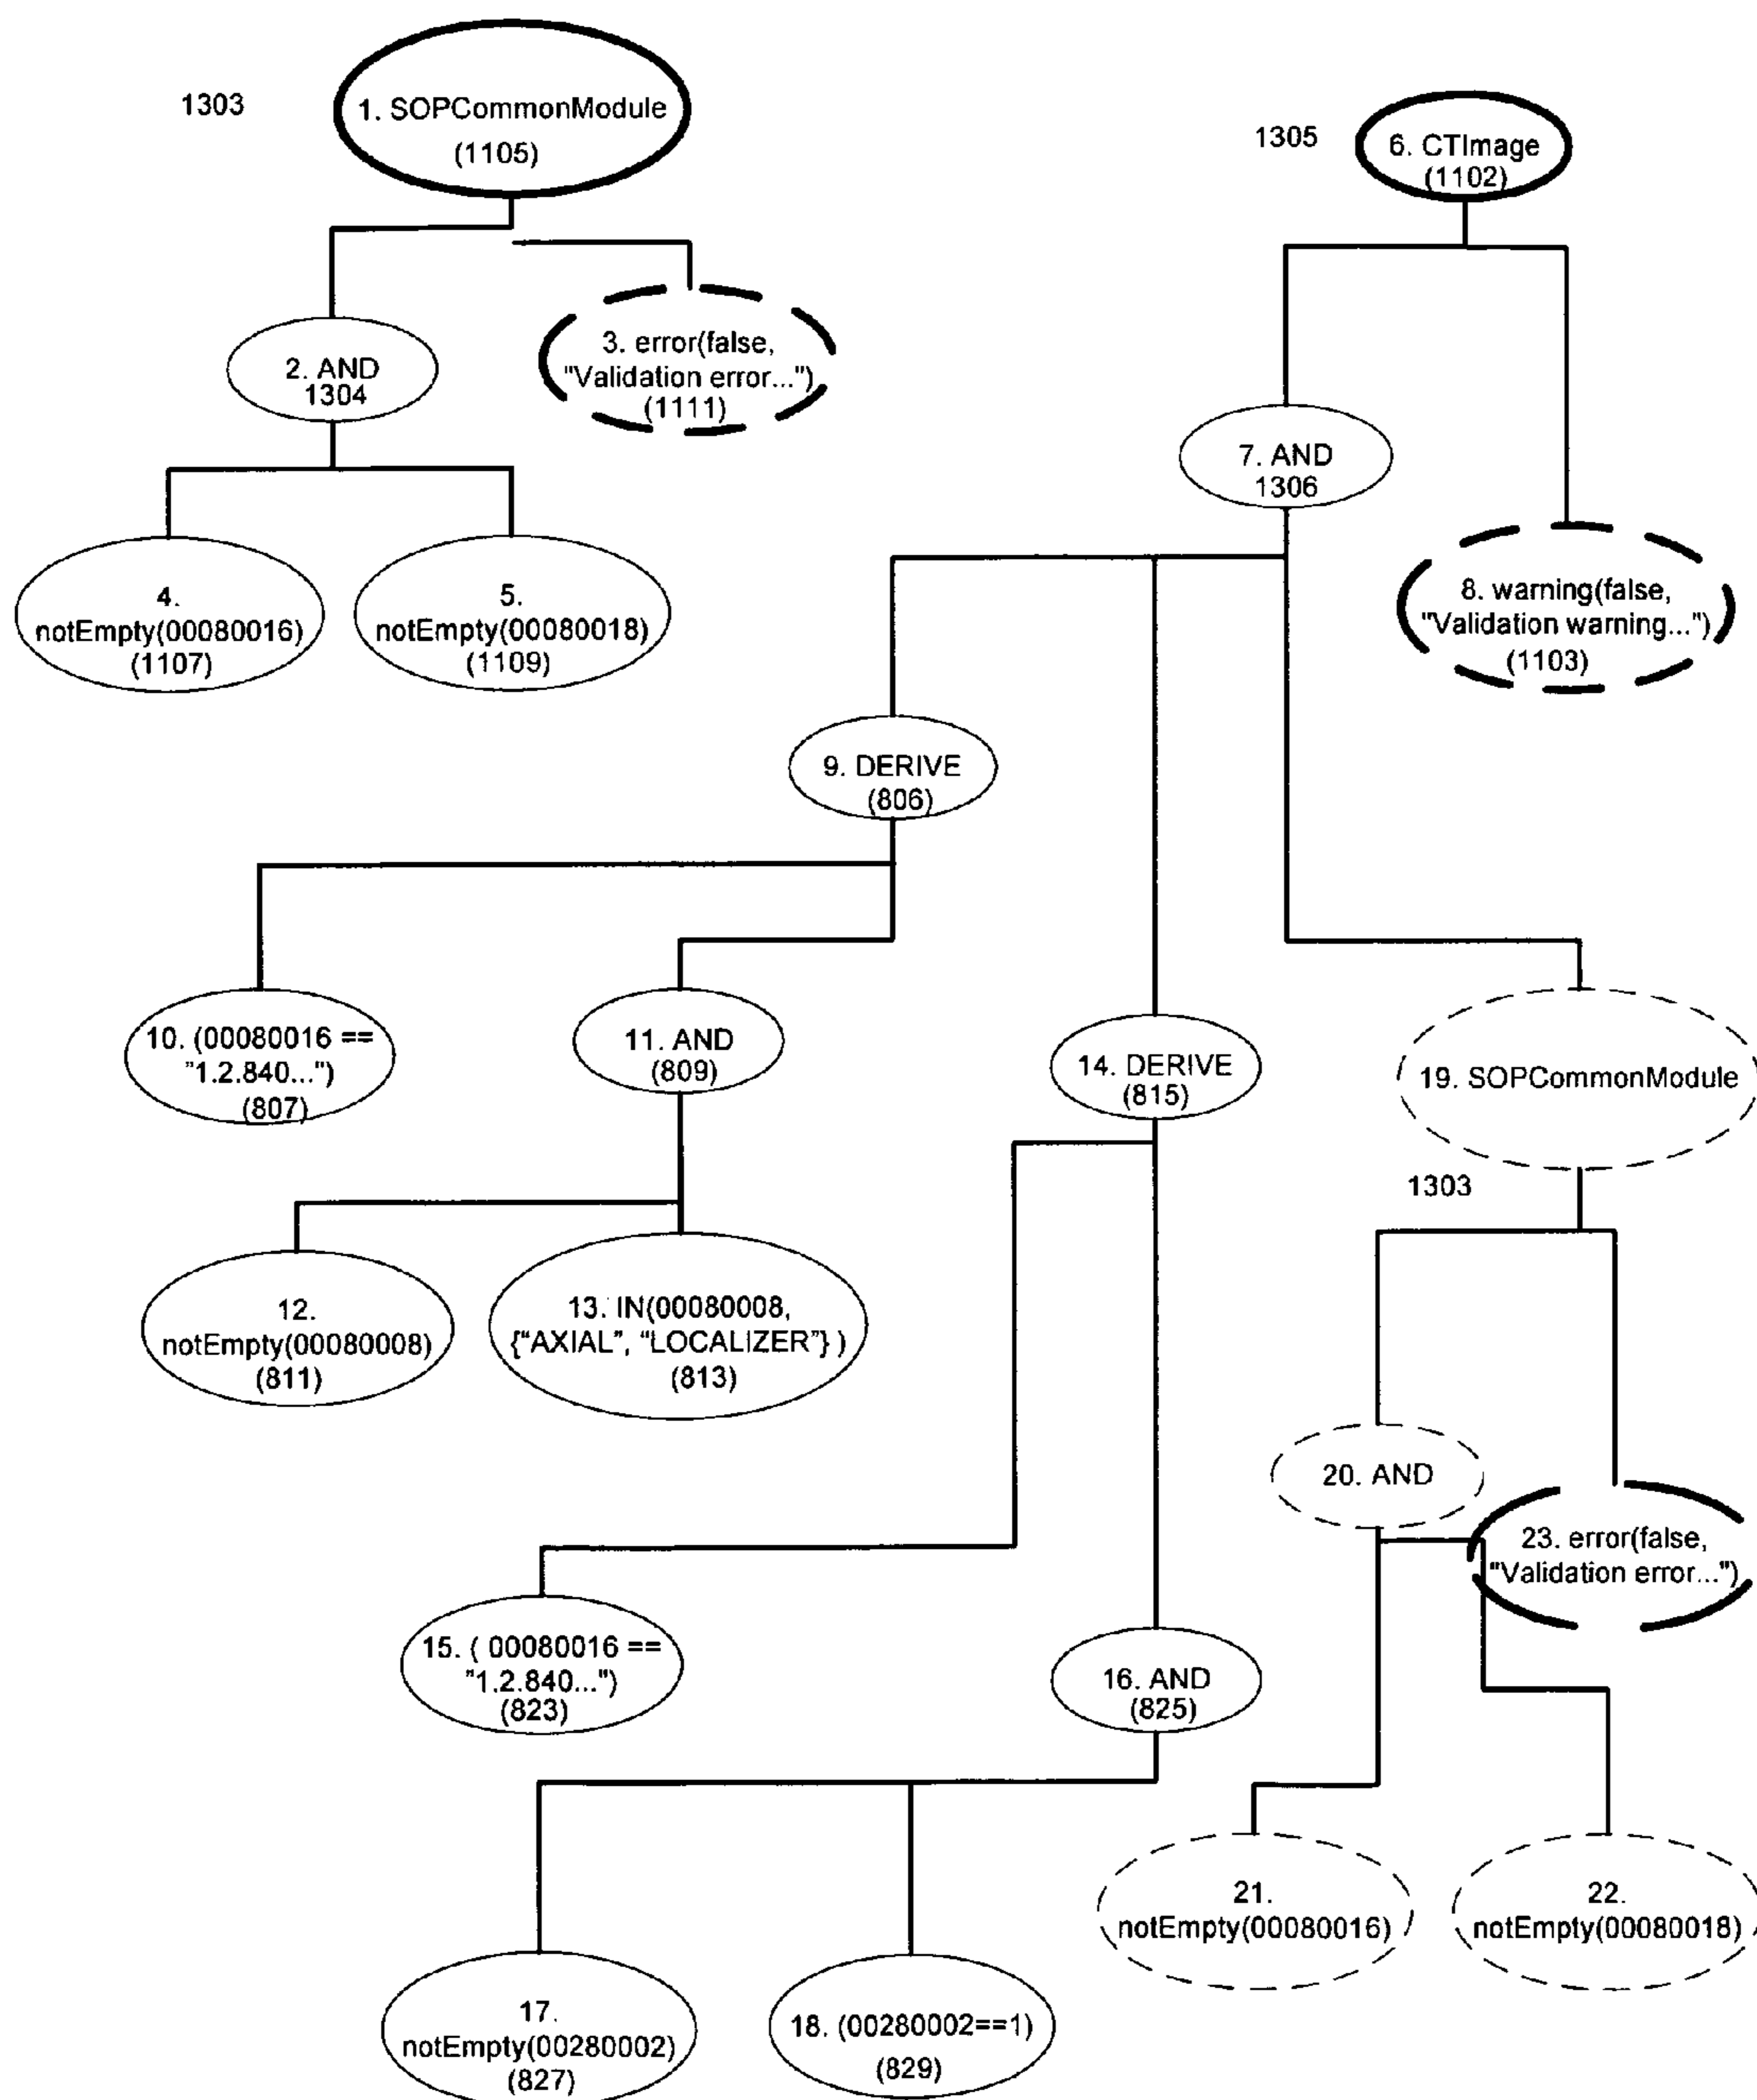 1303
1. SOPCommonModule
(1105)
1305
6. CTImage
(1102)
2. AND
1304
3. error(false,
"Validation error...")
(1111)
7. AND
1306
4.
notEmpty(00080016)
(1107)
5.
notEmpty(00080018)
(1109)
8. warning(false,
"Validation warning...")
(1103)
9. DERIVE
(806)
10. (00080016 ==
"1.2.840...")
(807)
11. AND
(809)
14. DERIVE
(815)
19. SOPCommonModule
1303
12.
notEmpty(00080008)
(811)
13. IN(00080008,
{“AXIAL”, “LOCALIZER”} )
(813)
20. AND
23. error(false,
"Validation error...")
15. ( 00080016 ==
"1.2.840...")
(823)
16. AND
(825)
21.
notEmpty(00080016)
22.
notEmpty(00080018)
17.
notEmpty(00280002)
(827)
18. (00280002==1)
(829)